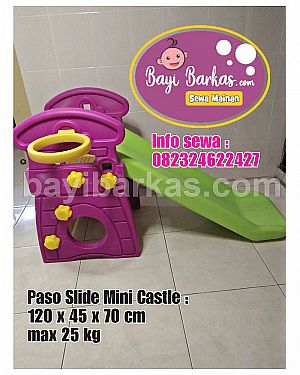 Bayi Barkas.com
Sewa Mainan
Info sewa :
082324622427
bayibarkas.com
Paso Slide Mini Castle :
120 x 45 x 70 cm
max 25 kg